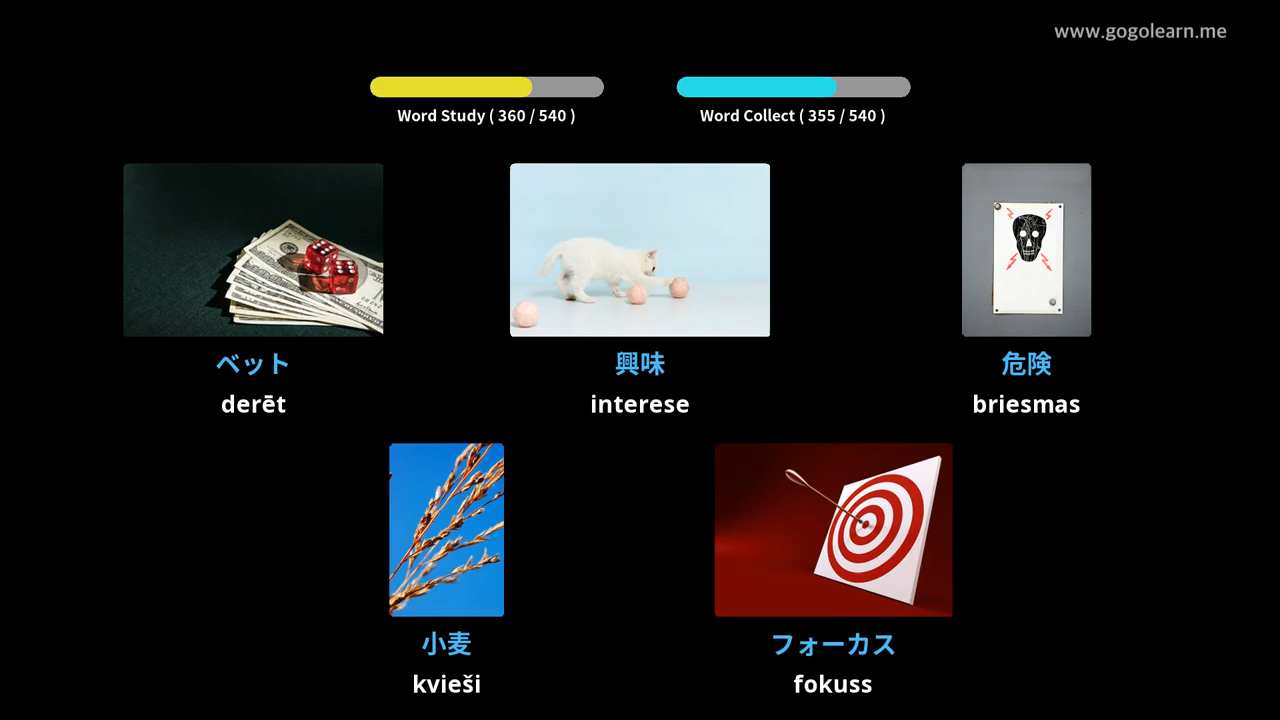 www.gogolearn.me
Word Study ( 360 / 540 )
Word Collect ( 355 / 540 )
ベット
derēt
興味
interese
危険
briesmas
小麦
kvieši
フォーカス
fokuss